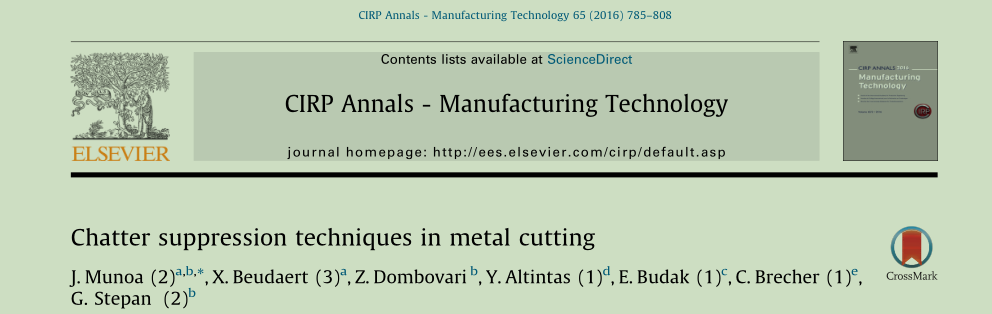 CIRP Annals - Manufacturing Technology 65 (2016) 785–808
Contents lists available at ScienceDirect
CIRP Annals - Manufacturing Technology
journal homepage: http://ees.elsevier.com/cirp/default.asp
ELSEVIER
CIRP ANNALS 2016
Manufacturing
Technology
Chatter suppression techniques in metal cutting
CrossMark
J. Munoa (2)a,b,*, X. Beudaert (3)a, Z. Dombovari b, Y. Altintas (1)d, E. Budak (1)c, C. Brecher (1)e,
G. Stepan (2)b